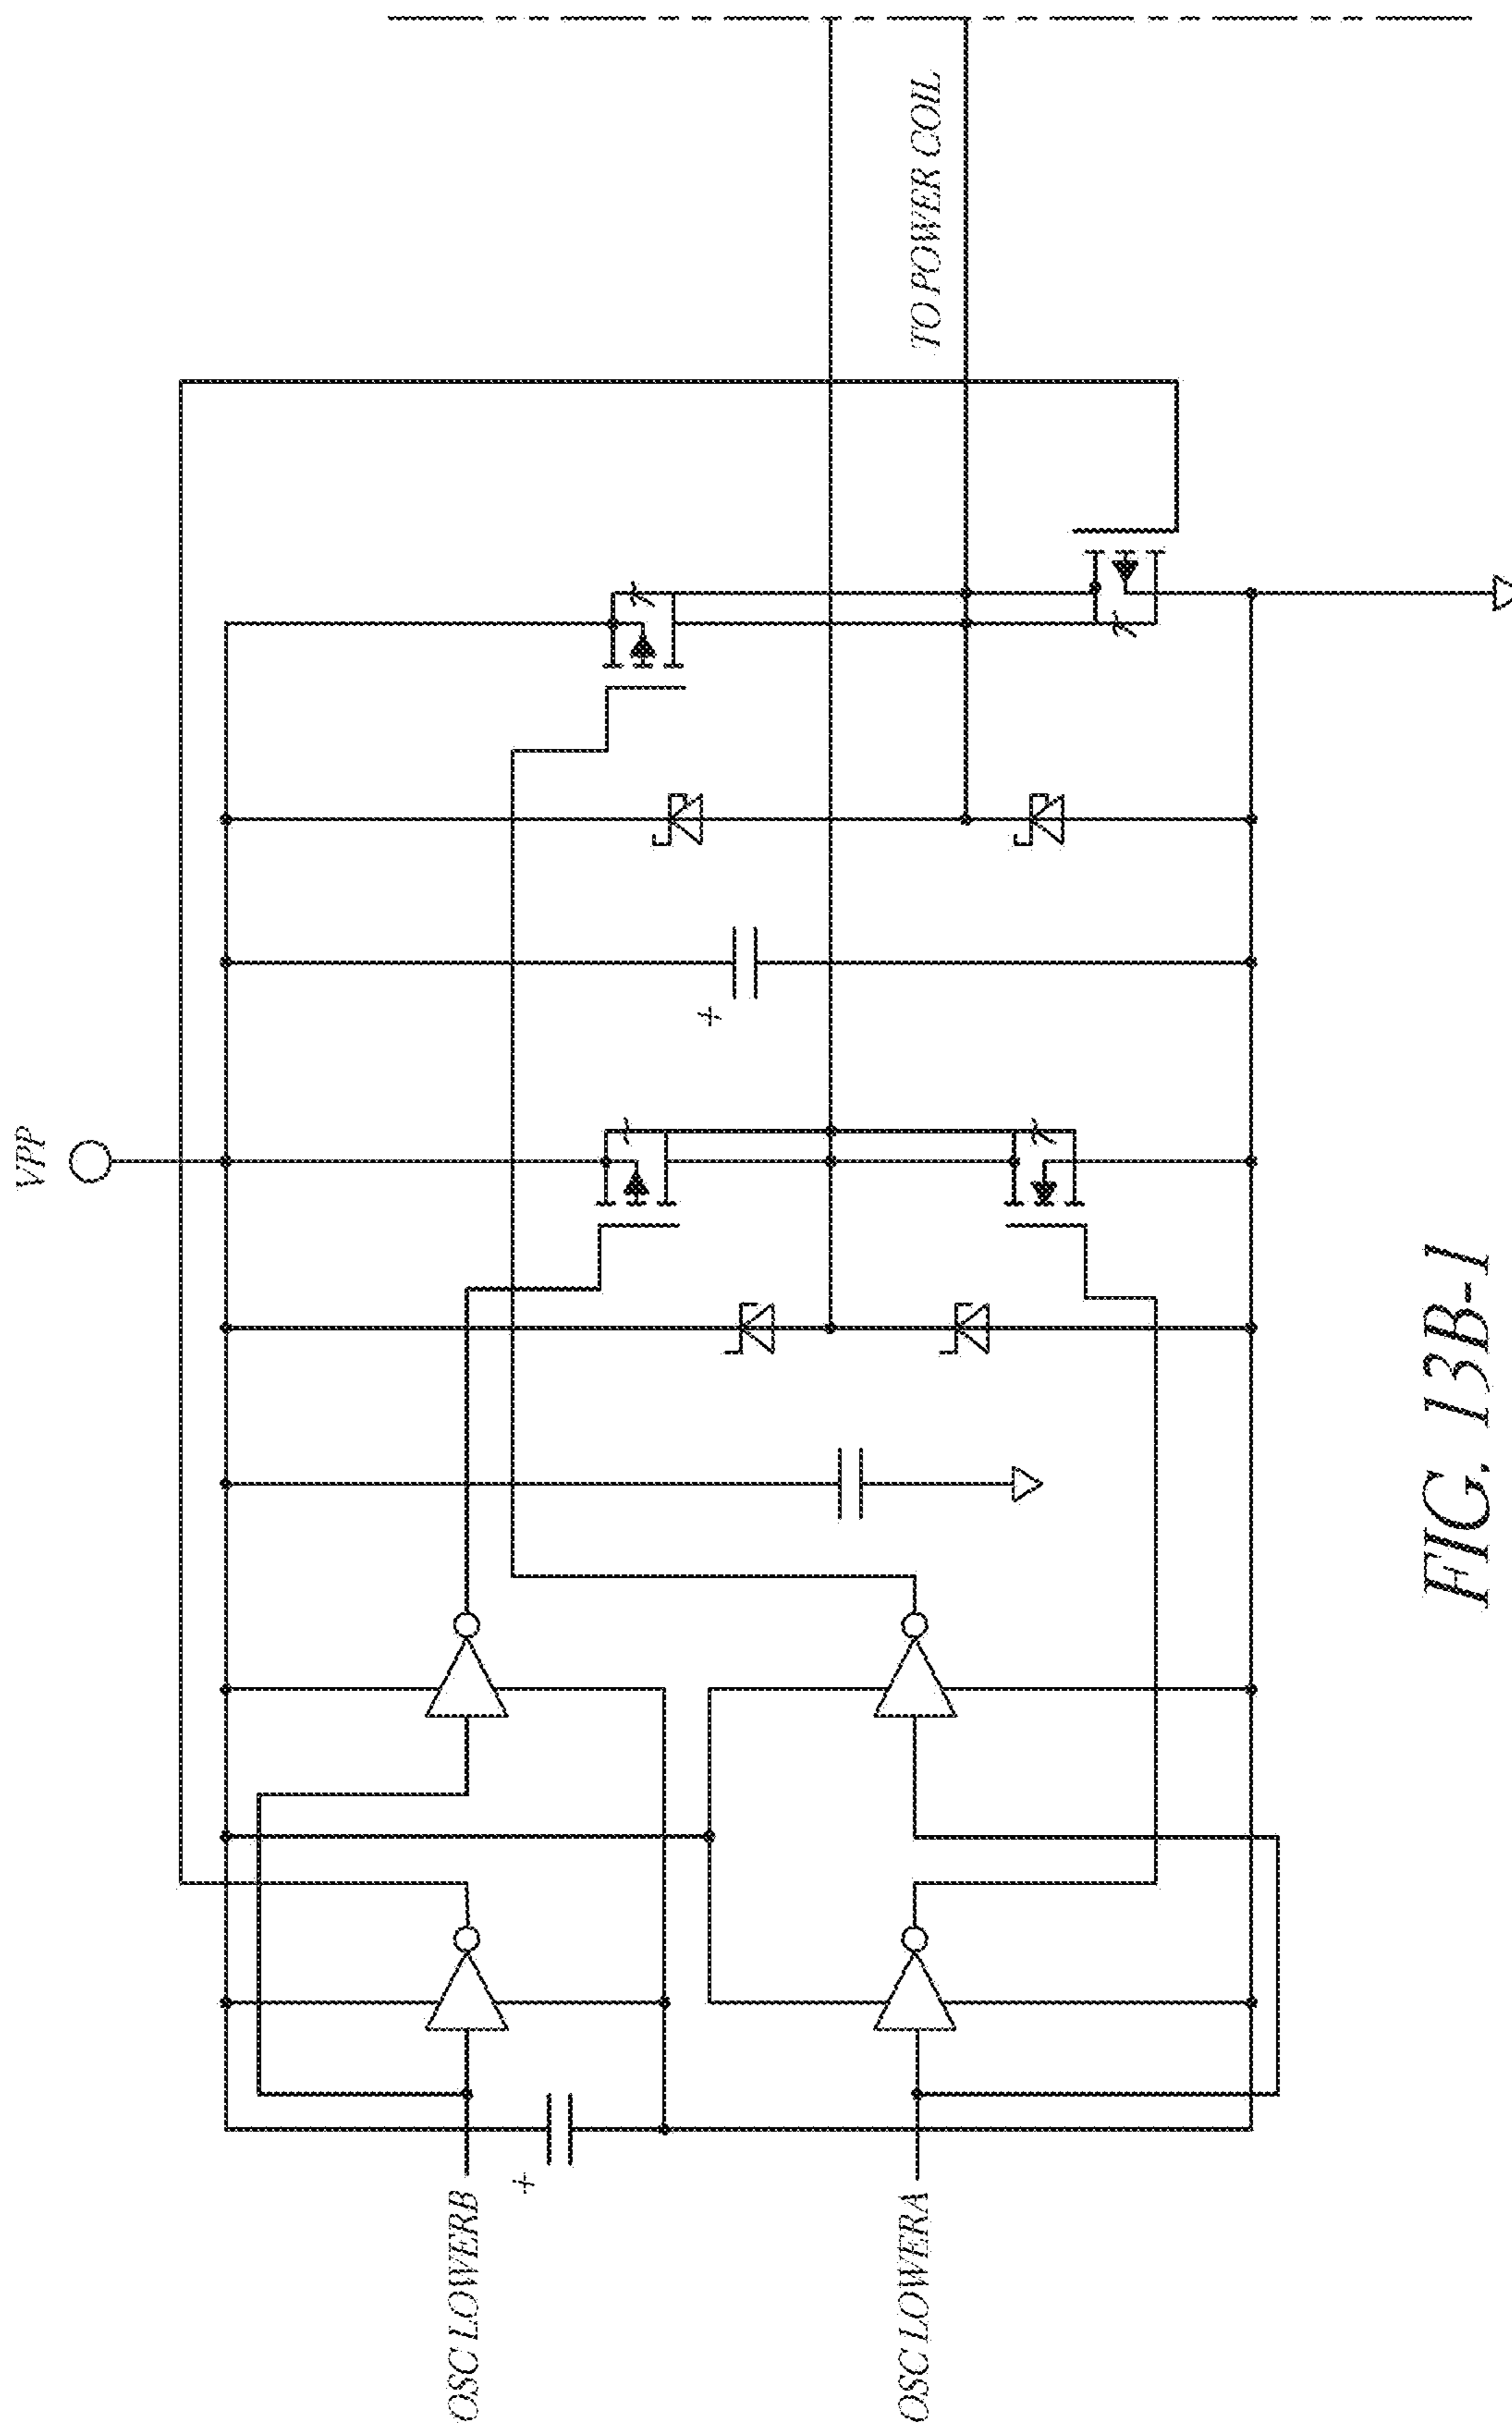 VPP
TO POWER COIL
OSC LOWERB
+
+
OSC LOWERA
FIG. 13B-1